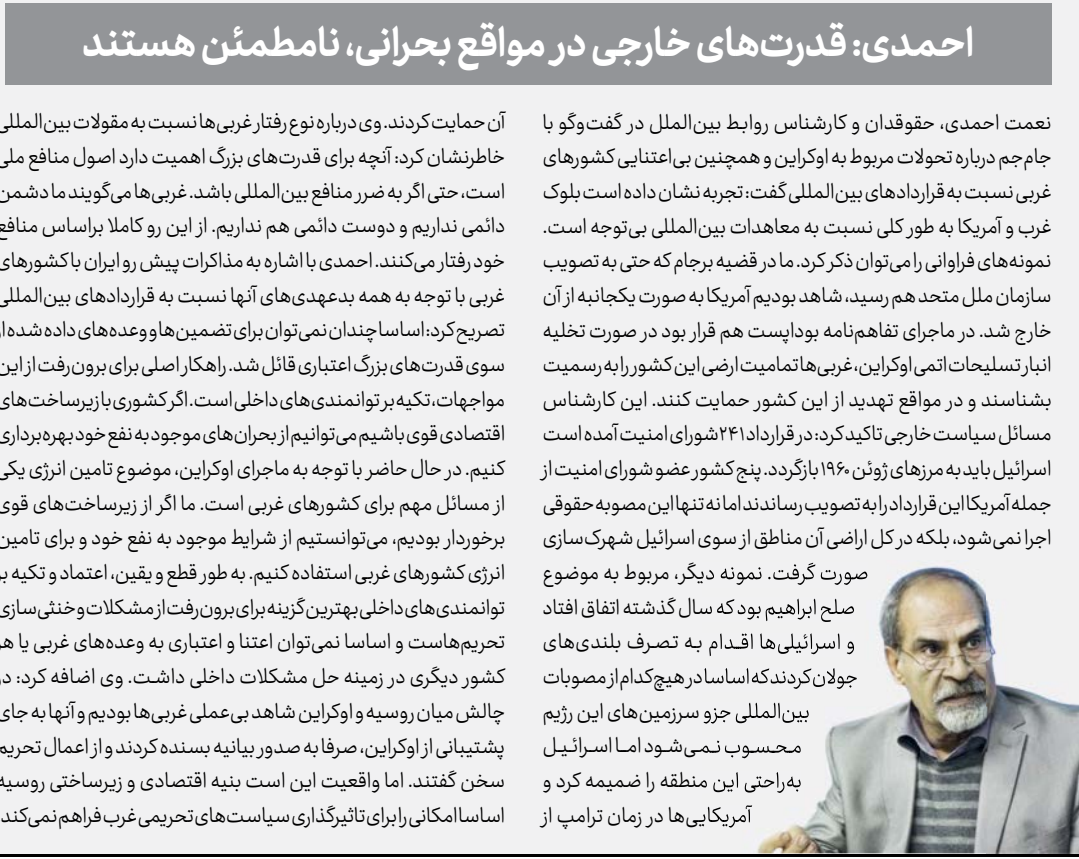 احمدی: قدرت‌های خارجی در مواقع بحرانی، نامطمئن هستند
نعمت احمدی، حقوقدان و کارشناس روابط بین‌الملل در گفت‌وگو با
جام‌جم درباره تحولات مربوط به اوکراین و همچنین بی‌اعتنایی کشورهای
غربی نسبت به قراردادهای بین‌المللی گفت: تجربه نشان داده است بلوک
غرب و آمریکا به طور کلی نسبت به معاهدات بین‌المللی بی‌توجه است.
نمونه‌های فراوانی را می‌توان ذکر کرد. ما در قضیه برجام که حتی به تصویب
سازمان ملل متحد هم رسید، شاهد بودیم آمریکا به صورت یکجانبه از آن
خارج شد. در ماجرای تفاهم‌نامه بوداپست هم قرار بود در صورت تخلیه
انبار تسلیحات اتمی اوکراین، غربی‌ها تمامیت ارضی این کشور را به رسمیت
بشناسند و در مواقع تهدید از این کشور حمایت کنند. این کارشناس
مسائل سیاست خارجی تاکید کرد: در قرارداد ۲۴۱ شورای امنیت آمده است
اسرائیل باید به مرزهای ژوئن ۱۹۶۰ بازگردد. پنج کشور عضو شورای امنیت از
جمله آمریکا این قرارداد را به تصویب رساندند اما نه تنها این مصوبه حقوقی
اجرا نمی‌شود، بلکه در کل اراضی آن مناطق از سوی اسرائیل شهرک‌سازی
صورت گرفت. نمونه دیگر، مربوط به موضوع
صلح ابراهیم بود که سال گذشته اتفاق افتاد
و اسرائیلی‌ها اقدام به تصرف بلندی‌های
جولان کردند که اساسا در هیچ‌کدام از مصوبات
بین‌المللی جزو سرزمین‌های این رژیم
محسوب نمی‌شود اما اسرائیل
به‌راحتی این منطقه را ضمیمه کرد و
آمریکایی‌ها در زمان ترامپ از
آن حمایت کردند. وی درباره نوع رفتار غربی‌ها نسبت به مقولات بین‌المللی
خاطرنشان کرد: آنچه برای قدرت‌های بزرگ اهمیت دارد اصول منافع ملی
است، حتی اگر به ضرر منافع بین‌المللی باشد. غربی‌ها می‌گویند ما دشمن
دائمی نداریم و دوست دائمی هم نداریم. از این رو کاملا براساس منافع
خود رفتار می‌کنند. احمدی با اشاره به مذاکرات پیش رو ایران با کشورهای
غربی با توجه به همه بدعهدی‌های آنها نسبت به قراردادهای بین‌المللی
تصریح کرد: اساسا چندان نمی‌توان برای تضمین‌ها و وعده‌های داده شده از
سوی قدرت‌های بزرگ اعتباری قائل شد. راهکار اصلی برای برون‌رفت از این
مواجهات، تکیه بر توانمندی‌های داخلی است. اگر کشوری با زیرساخت‌های
اقتصادی قوی باشیم می‌توانیم از بحران‌های موجود به نفع خود بهره‌برداری
کنیم. در حال حاضر با توجه به ماجرای اوکراین، موضوع تامین انرژی یکی
از مسائل مهم برای کشورهای غربی است. ما اگر از زیرساخت‌های قوی
برخوردار بودیم، می‌توانستیم از شرایط موجود به نفع خود و برای تامین
انرژی کشورهای غربی استفاده کنیم. به طور قطع و یقین، اعتماد و تکیه بر
توانمندی‌های داخلی بهترین گزینه برای برون‌رفت از مشکلات و خنثی‌سازی
تحریم‌هاست و اساسا نمی‌توان اعتنا و اعتباری به وعده‌های غربی یا هر
کشور دیگری در زمینه حل مشکلات داخلی داشت. وی اضافه کرد: در
چالش میان روسیه و اوکراین شاهد بی‌عملی غربی‌ها بودیم و آنها به جای
پشتیبانی از اوکراین، صرفا به صدور بیانیه بسنده کردند و از اعمال تحریم
سخن گفتند. اما واقعیت این است بنیه اقتصادی و زیرساختی روسیه
اساسا امکانی را برای تاثیرگذاری سیاست‌های تحریمی غرب فراهم نمی‌کند